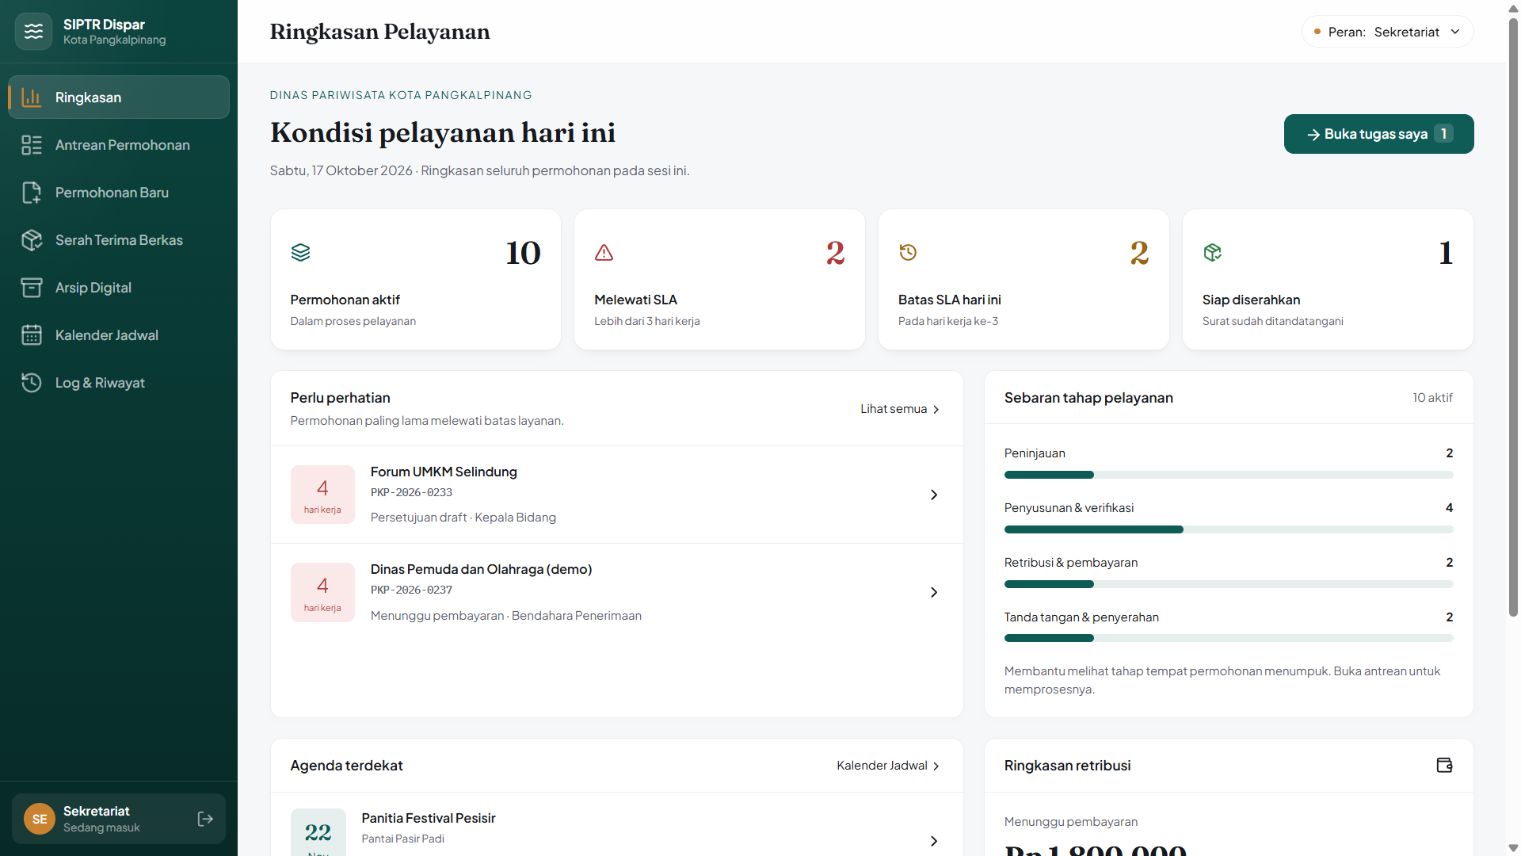 SIPTR Dispar
Kota Pangkalpinang
Ringkasan
Antrean Permohonan
Permohonan Baru
Serah Terima Berkas
Arsip Digital
Kalender Jadwal
Log & Riwayat
SE
Sekretariat
Sedang masuk
Ringkasan Pelayanan
Peran: Sekretariat
DINAS PARIWISATA KOTA PANGKALPINANG
Kondisi pelayanan hari ini
Sabtu, 17 Oktober 2026 · Ringkasan seluruh permohonan pada sesi ini.
Buka tugas saya 1
10
Permohonan aktif
Dalam proses pelayanan
2
Melewati SLA
Lebih dari 3 hari kerja
2
Batas SLA hari ini
Pada hari kerja ke-3
1
Siap diserahkan
Surat sudah ditandatangani
Perlu perhatian
Permohonan paling lama melewati batas layanan.
Lihat semua
4
hari kerja
Forum UMKM Selindung
PKP-2026-0233
Persetujuan draft · Kepala Bidang
4
hari kerja
Dinas Pemuda dan Olahraga (demo)
PKP-2026-0237
Menunggu pembayaran · Bendahara Penerimaan
Sebaran tahap pelayanan
10 aktif
Peninjauan 2
Penyusunan & verifikasi 4
Retribusi & pembayaran 2
Tanda tangan & penyerahan 2
Membantu melihat tahap tempat permohonan menumpuk. Buka antrean untuk
memprosesnya.
Agenda terdekat
Kalender Jadwal
22
Nov
Panitia Festival Pesisir
Pantai Pasir Padi
Ringkasan retribusi
Menunggu pembayaran
Rp 1.800.000